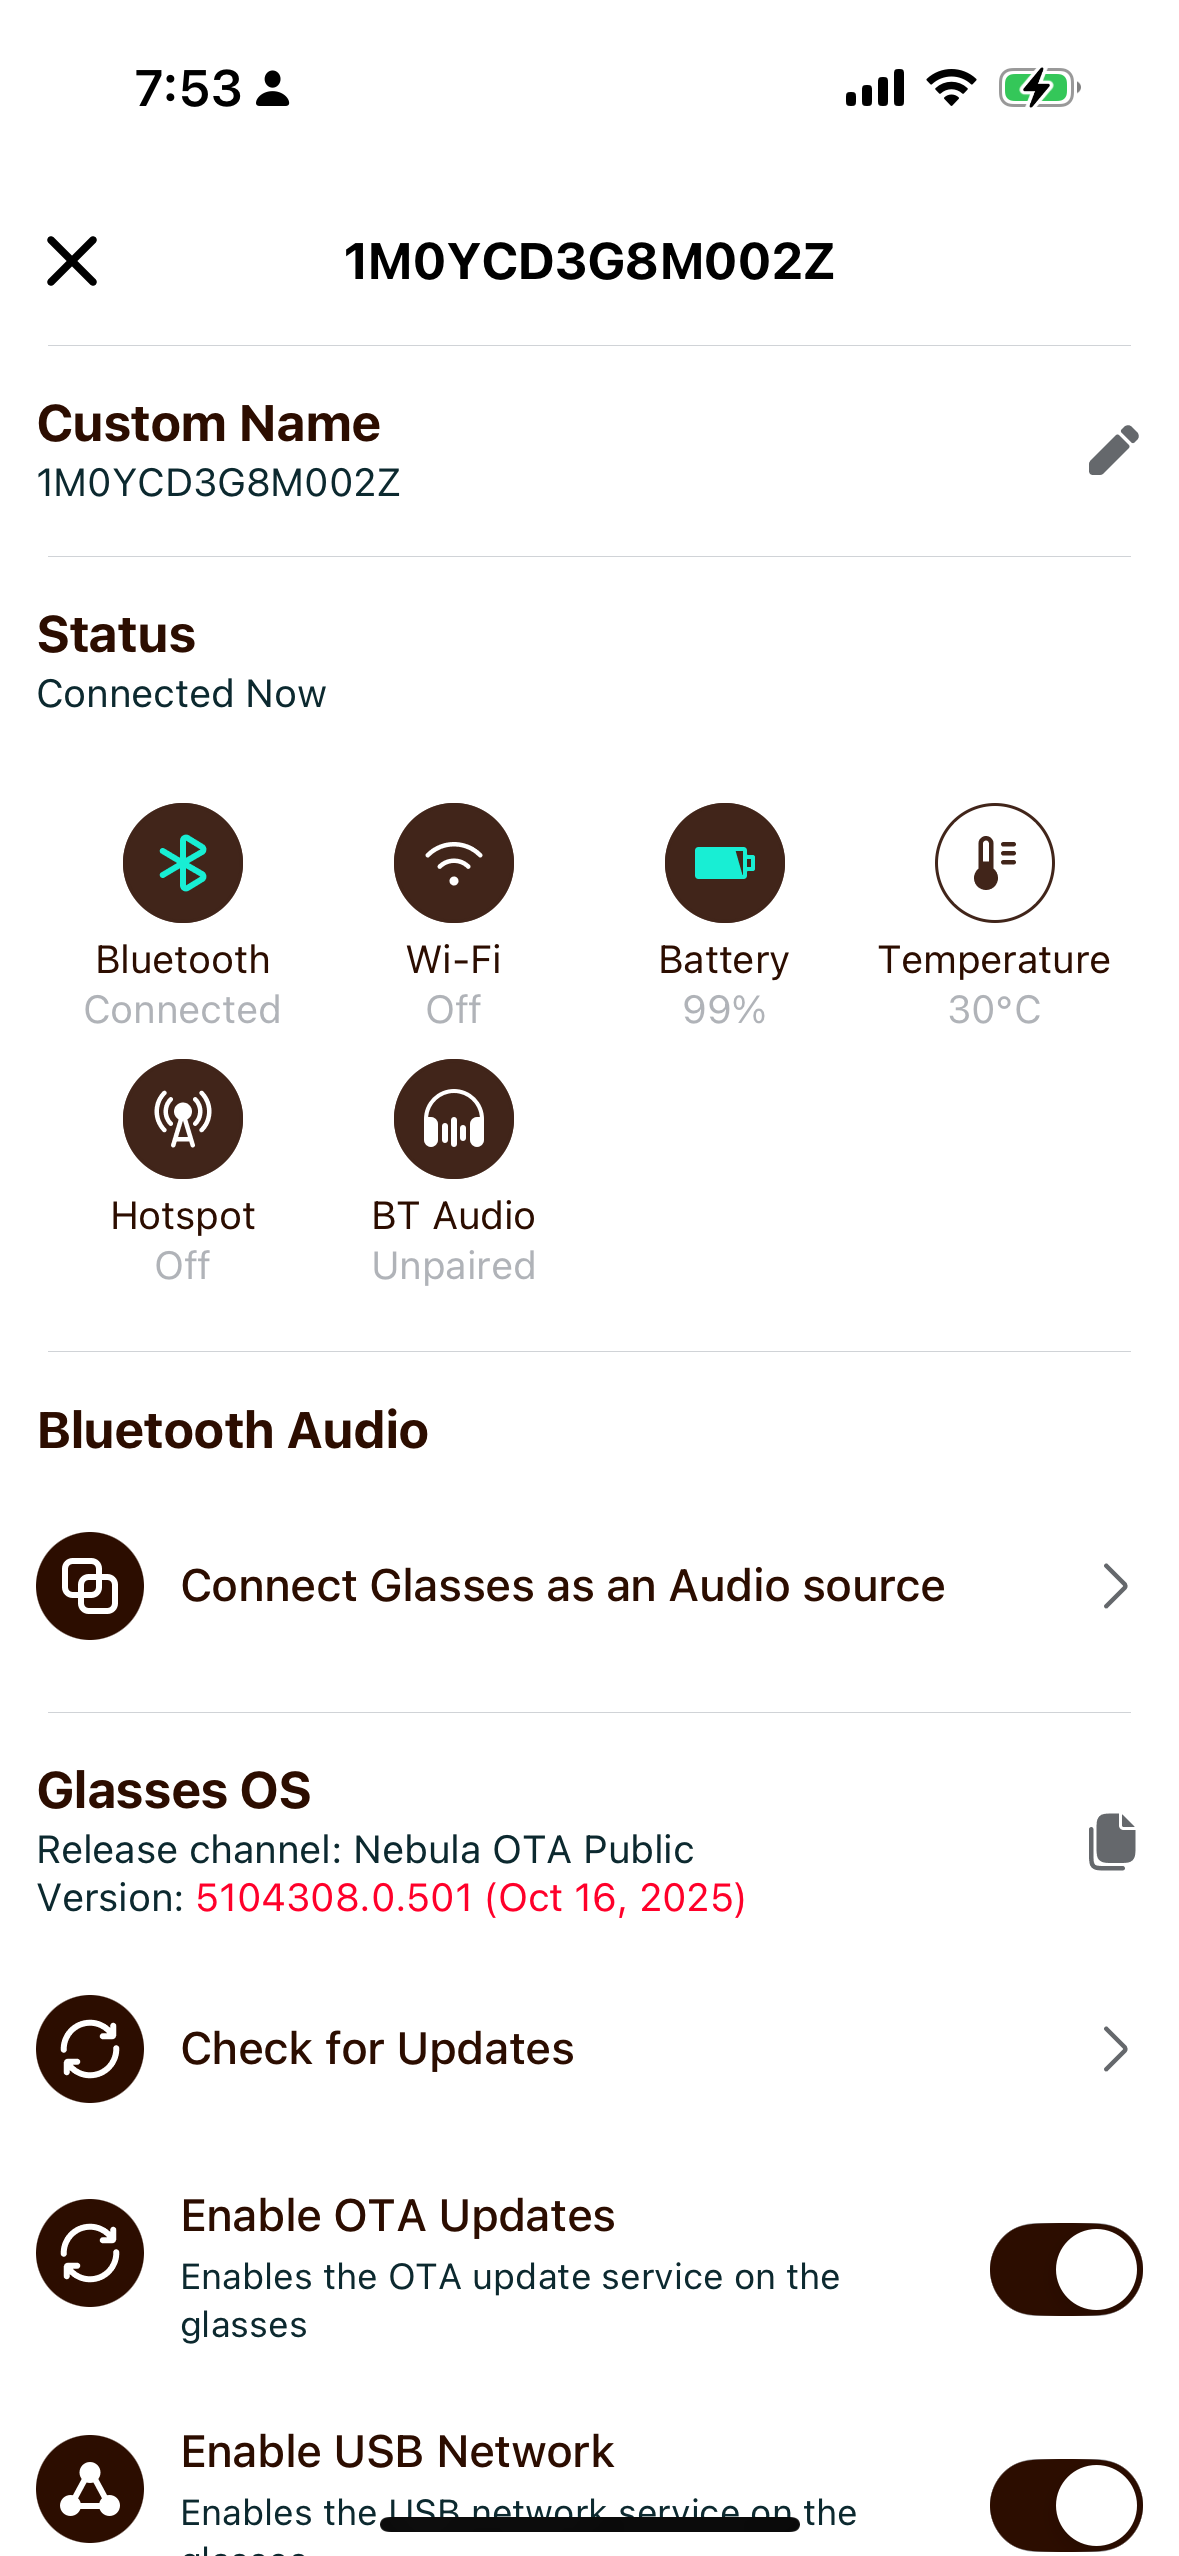 7:53
1M0YCD3G8M002Z
Custom Name
1M0YCD3G8M002Z
Status
Connected Now
Bluetooth
Connected
Wi-Fi
Off
Battery
99%
Temperature
30°C
Hotspot
Off
BT Audio
Unpaired
Bluetooth Audio
Connect Glasses as an Audio source
Glasses OS
Release channel: Nebula OTA Public
Version: 5104308.0.501 (Oct 16, 2025)
Check for Updates
Enable OTA Updates
Enables the OTA update service on the
glasses
Enable USB Network
Enables the USB network service on the